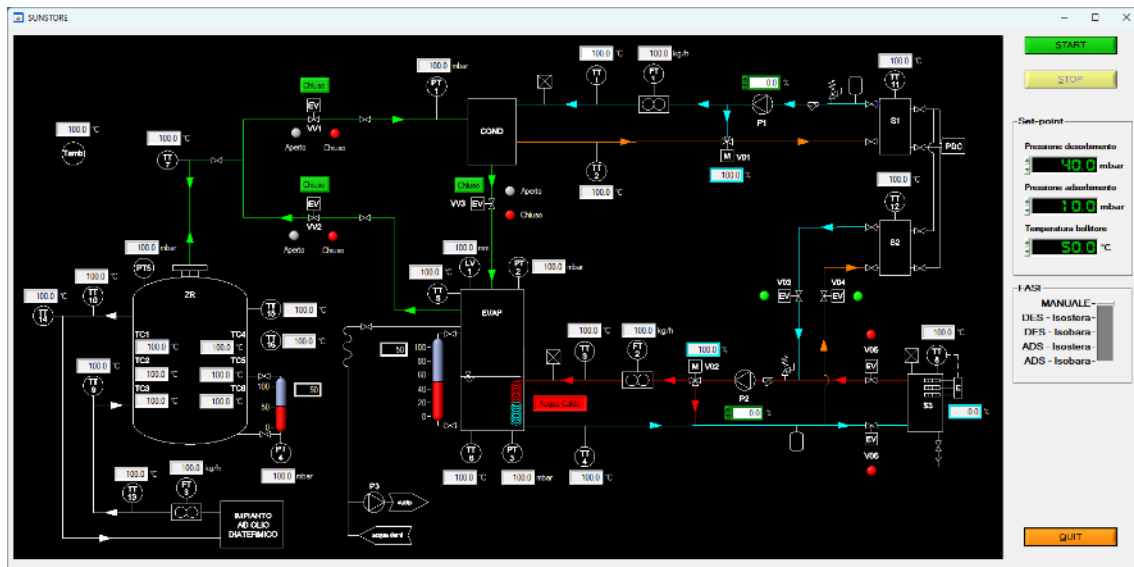 SUNSTORE
START
STOP
Set-point
Pressione desorbimento
40.0 mbar
Pressione adsorbimento
10.0 mbar
Temperatura bollitore
50.0 °C
FASI
MANUALE
DES - Isostera
DES - Isobara
ADS - Isostera
ADS - Isobara
QUIT
100.0 °C
Tamb
100.0 °C
TT 7
Chiuso
EV
VV1
Aperto
Chiuso
100.0 mbar
PT 1
COND
100.0 °C
TT 1
100.0 kg/h
FT 1
0.0 %
P1
100.0 °C
TT 11
S1
M V01
100.0 %
TT 2
100.0 °C
Chiuso
EV
VV2
Aperto
Chiuso
Chiuso
VV3 EV
Aperto
Chiuso
100.0 °C
TT 12
S2
100.0 mbar
ZR
100.0 °C
TT 10
100.0 °C
TT 14
TC1
100.0 °C
TC2
100.0 °C
TC3
100.0 °C
TC4
100.0 °C
TC5
100.0 °C
100.0 °C
100.0 °C
100.0 °C
TT 16
100.0 °C
TT 9
100
50
0
50
PT 4
100.0 mbar
100.0 mm
LV 1
PT 2
100.0 mbar
100.0 °C
TT 5
EVAP
50
100
80
60
40
20
0
Acqua Calda
TT 6
100.0 °C
PT 3
100.0 mbar
TT 4
100.0 °C
100.0 °C
TT 3
100.0 kg/h
FT 2
100.0 %
M V02
P2
0.0 %
V03
EV
V04
EV
V05
EV
EV
V06
100.0 °C
TT 8
S3
0.0 %
100.0 °C
TT 13
100.0 kg/h
FT 3
IMPIANTO
AD OLIO
DIATERMICO
P3
vuoto